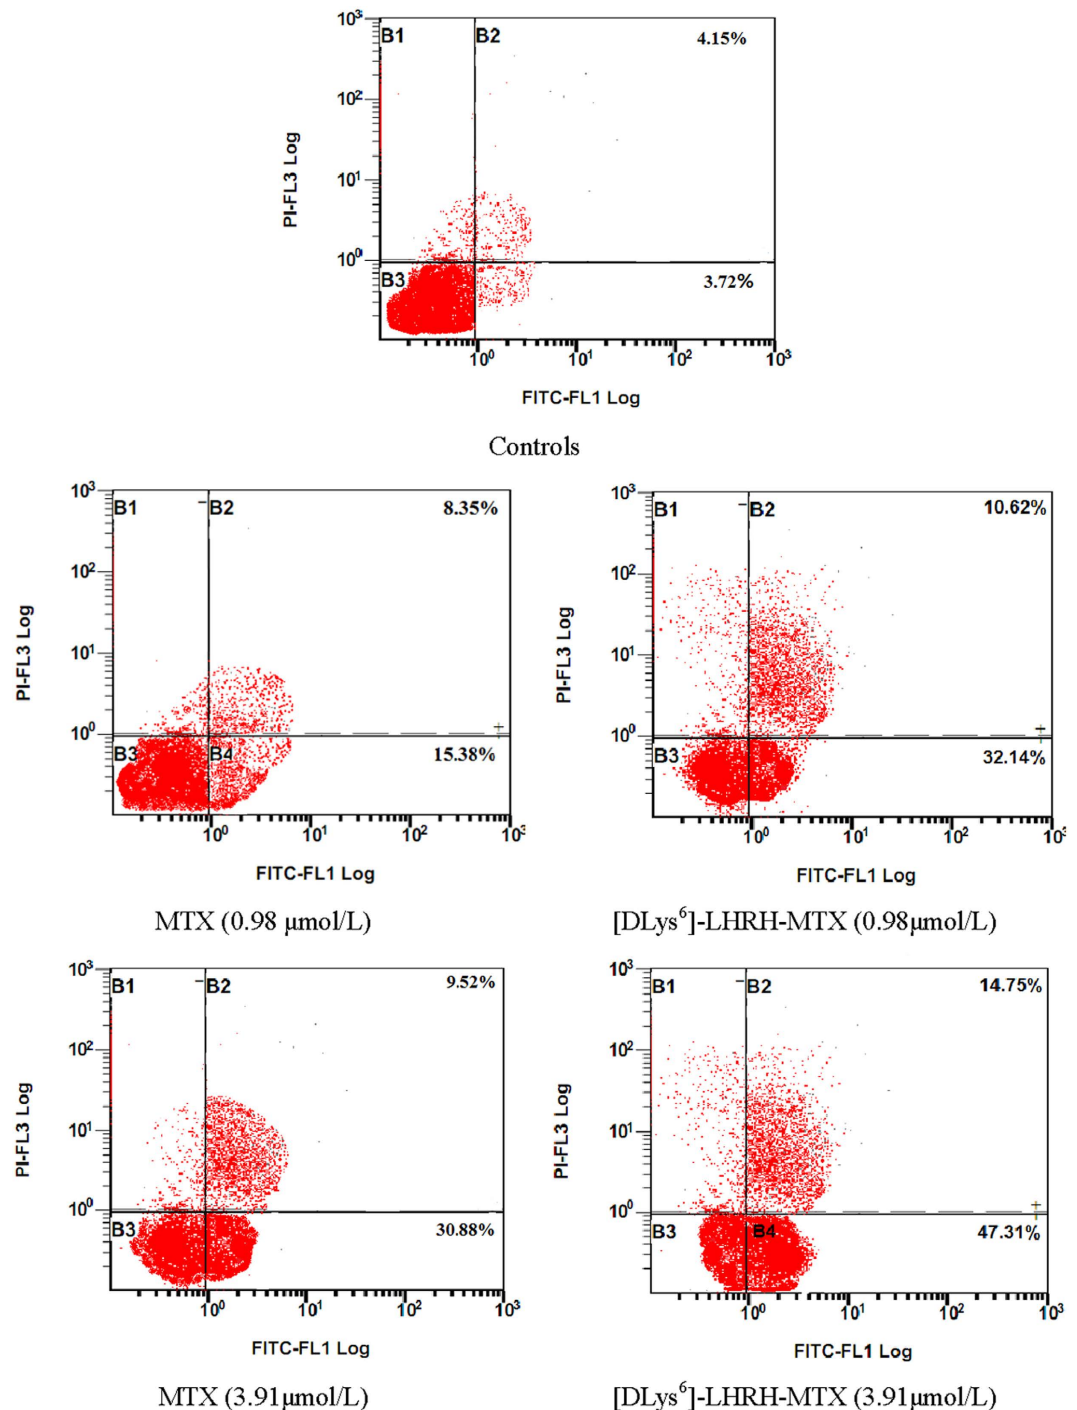 10³
B1 B2 4.15%
10²
10¹
10⁰
B3 3.72%
PI-FL3 Log
10⁰ 10¹ 10² 10³
FITC-FL1 Log
Controls
10³
B1 B2 8.35%
10²
10¹
10⁰
B3 B4 15.38%
PI-FL3 Log
10⁰ 10¹ 10² 10³
FITC-FL1 Log
MTX (0.98 μmol/L)
10³
B1 B2 10.62%
10²
10¹
10⁰
B3 32.14%
PI-FL3 Log
10⁰ 10¹ 10² 10³
FITC-FL1 Log
[DLys⁶]-LHRH-MTX (0.98μmol/L)
10³
B1 B2 9.52%
10²
10¹
10⁰
B3 30.88%
PI-FL3 Log
10⁰ 10¹ 10² 10³
FITC-FL1 Log
MTX (3.91μmol/L)
10³
B1 B2 14.75%
10²
10¹
10⁰
B3 B4 47.31%
PI-FL3 Log
10⁰ 10¹ 10² 10³
FITC-FL1 Log
[DLys⁶]-LHRH-MTX (3.91μmol/L)